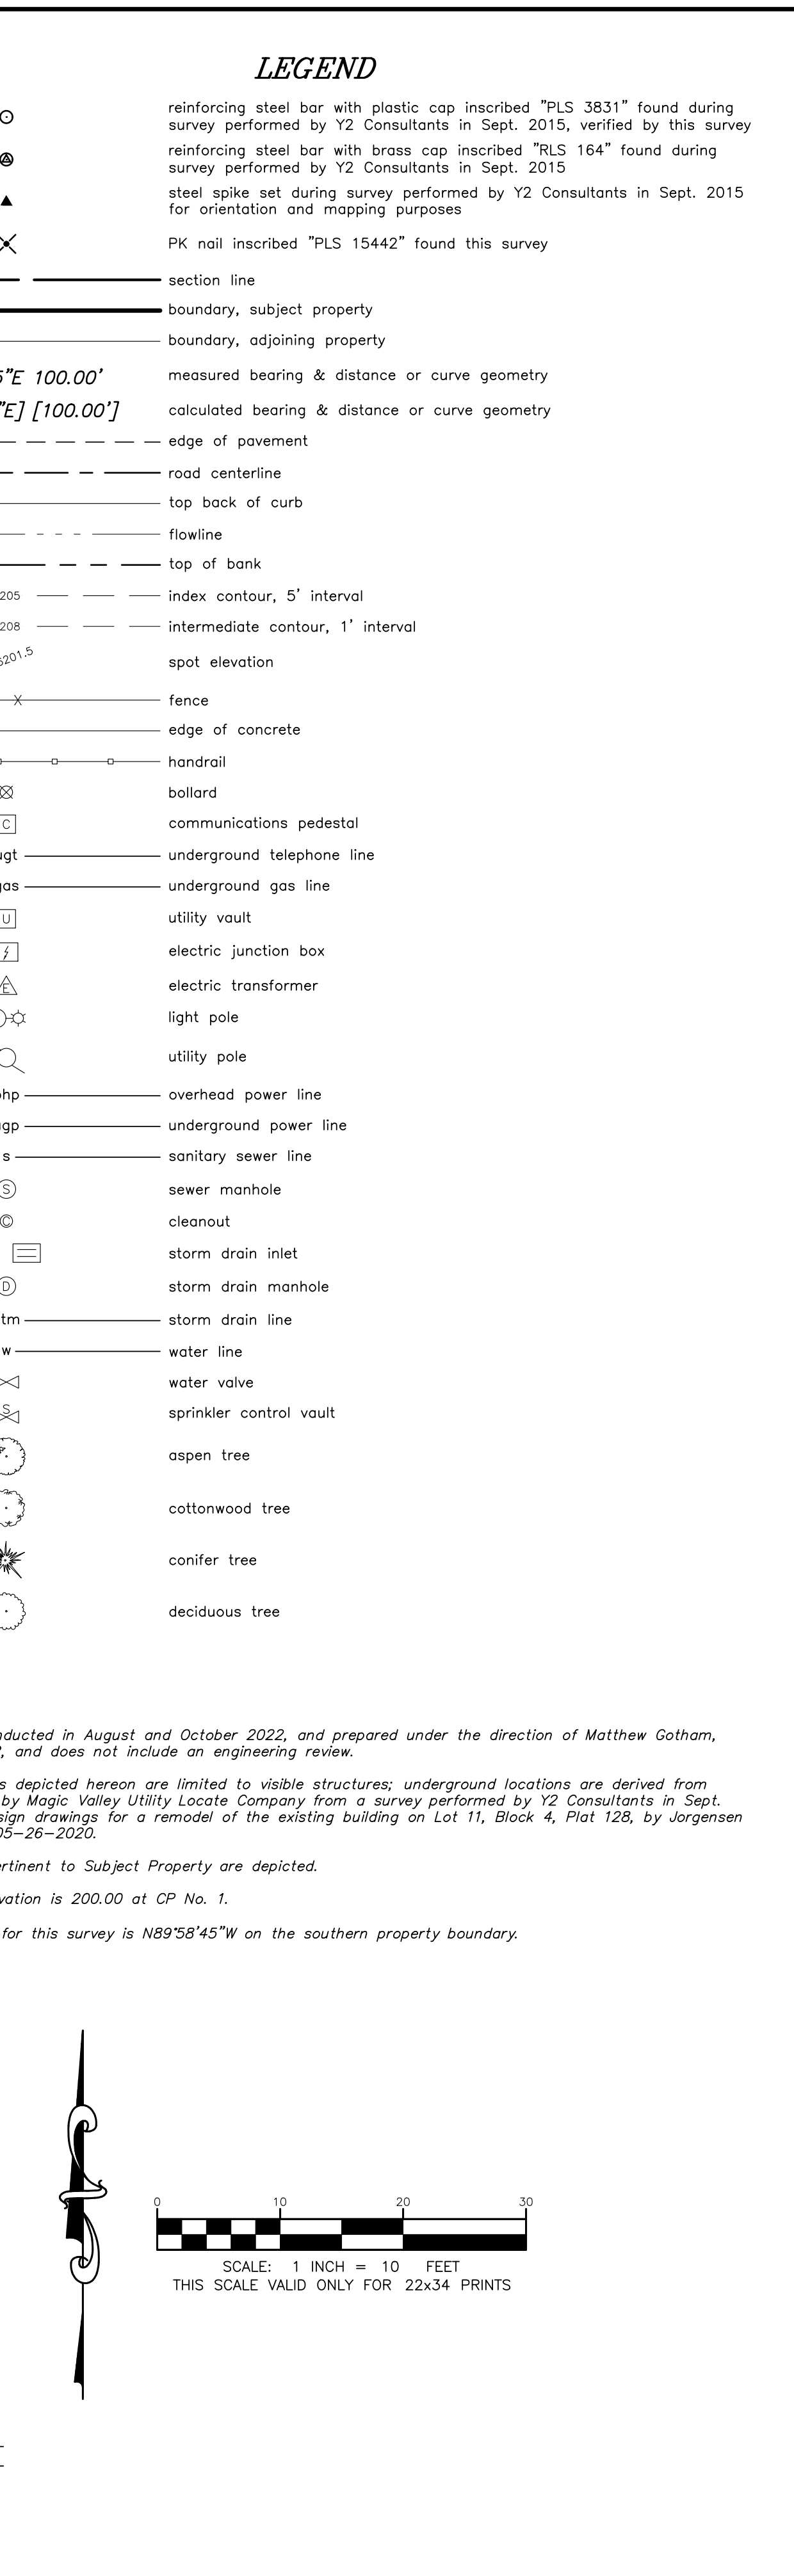 LEGEND
reinforcing steel bar with plastic cap inscribed "PLS 3831" found during
survey performed by Y2 Consultants in Sept. 2015, verified by this survey
reinforcing steel bar with brass cap inscribed "RLS 164" found during
survey performed by Y2 Consultants in Sept. 2015
steel spike set during survey performed by Y2 Consultants in Sept. 2015
for orientation and mapping purposes
PK nail inscribed "PLS 15442" found this survey
section line
boundary, subject property
boundary, adjoining property
"E 100.00' measured bearing & distance or curve geometry
"E] [100.00'] calculated bearing & distance or curve geometry
edge of pavement
road centerline
top back of curb
flowline
top of bank
205 index contour, 5' interval
208 intermediate contour, 1' interval
6201.5 spot elevation
X fence
edge of concrete
handrail
bollard
C communications pedestal
ugt underground telephone line
gas underground gas line
U utility vault
electric junction box
E electric transformer
light pole
utility pole
ohp overhead power line
ugp underground power line
s sanitary sewer line
S sewer manhole
C cleanout
storm drain inlet
D storm drain manhole
tm storm drain line
w water line
water valve
S sprinkler control vault
aspen tree
cottonwood tree
conifer tree
deciduous tree
nducted in August and October 2022, and prepared under the direction of Matthew Gotham,
, and does not include an engineering review.
s depicted hereon are limited to visible structures; underground locations are derived from
by Magic Valley Utility Locate Company from a survey performed by Y2 Consultants in Sept.
sign drawings for a remodel of the existing building on Lot 11, Block 4, Plat 128, by Jorgensen
05-26-2020.
ertinent to Subject Property are depicted.
vation is 200.00 at CP No. 1.
for this survey is N89°58'45"W on the southern property boundary.
0 10 20 30
SCALE: 1 INCH = 10 FEET
THIS SCALE VALID ONLY FOR 22x34 PRINTS